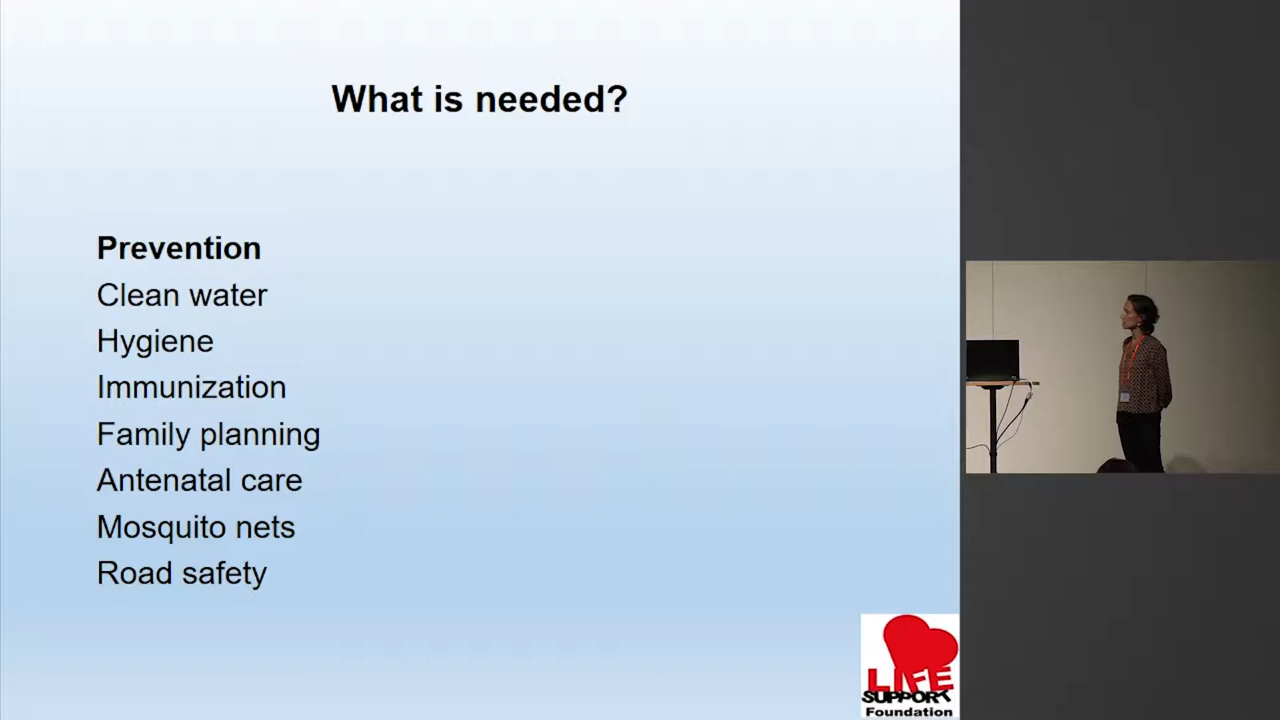 What is needed?
Prevention
Clean water
Hygiene
Immunization
Family planning
Antenatal care
Mosquito nets
Road safety
LIFE
SUPPORT
Foundation